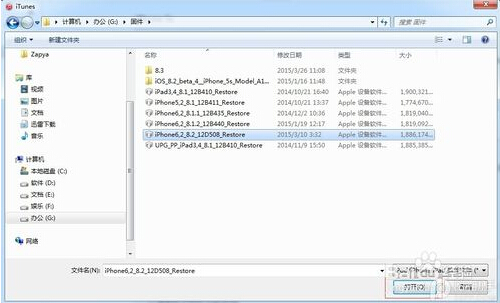 iTunes
计算机 ▸ 办公 (G:) ▸ 固件
搜索 固件
组织 新建文件夹
名称 修改日期 类型 大小
Zapya
库
视频
图片
文档
迅雷下载
音乐
计算机
本地磁盘 (C:)
软件 (D:)
文档 (E:)
娱乐 (F:)
办公 (G:)
网络
8.3 2015/3/26 11:08 文件夹
iOS_8.2_beta_4__iPhone_5s_Model_A1... 2015/1/16 11:48 文件夹
iPad3,4_8.1_12B410_Restore 2014/10/21 16:40 Apple 设备软件... 1,900,321...
iPhone5,2_8.1_12B411_Restore 2014/10/21 13:37 Apple 设备软件... 1,774,670...
iPhone6,2_8.1.1_12B435_Restore 2014/12/2 10:36 Apple 设备软件... 1,819,040...
iPhone6,2_8.1.2_12B440_Restore 2015/1/19 12:17 Apple 设备软件... 1,819,092...
iPhone6,2_8.2_12D508_Restore 2015/3/10 3:32 Apple 设备软件... 1,886,174...
UPG_PP_iPad3,4_8.1_12B410_Restore 2014/11/9 15:50 Apple 设备软件... 1,885,385...
文件名(N): iPhone6,2_8.2_12D508_Restore
打开(O)